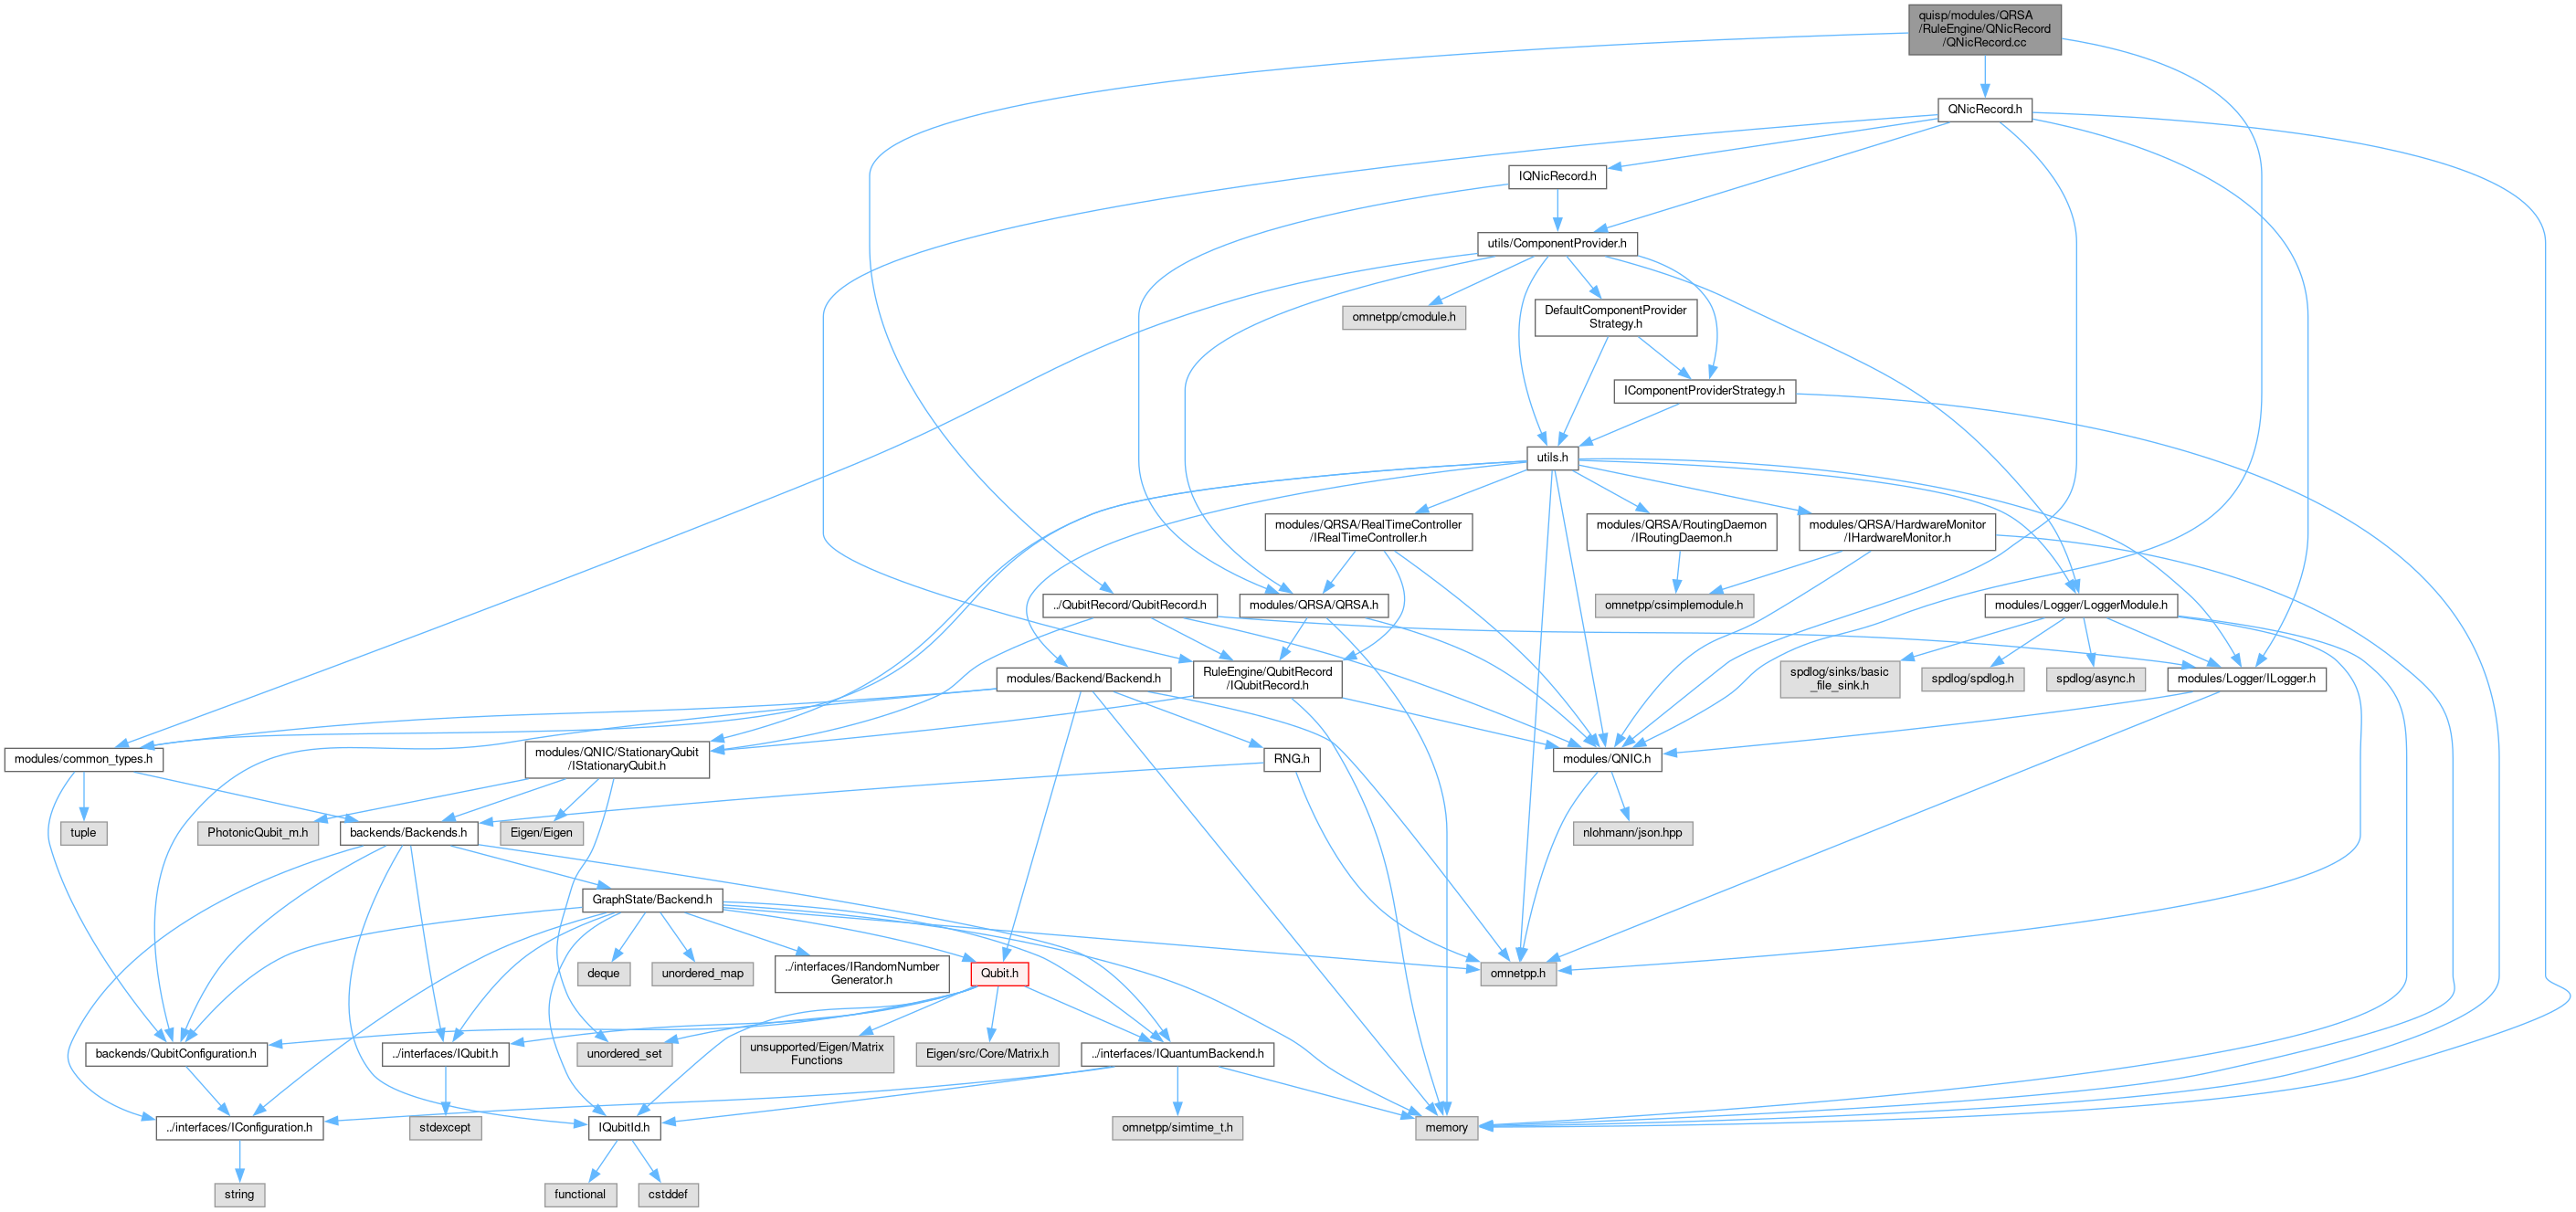 quisp/modules/QRSA
/RuleEngine/QNicRecord
/QNicRecord.cc
QNicRecord.h
IQNicRecord.h
utils/ComponentProvider.h
omnetpp/cmodule.h
DefaultComponentProvider
Strategy.h
IComponentProviderStrategy.h
utils.h
modules/QRSA/RealTimeController
/IRealTimeController.h
modules/QRSA/RoutingDaemon
/IRoutingDaemon.h
modules/QRSA/HardwareMonitor
/IHardwareMonitor.h
../QubitRecord/QubitRecord.h
modules/QRSA/QRSA.h
omnetpp/csimplemodule.h
modules/Logger/LoggerModule.h
modules/Backend/Backend.h
RuleEngine/QubitRecord
/IQubitRecord.h
spdlog/sinks/basic
_file_sink.h
spdlog/spdlog.h
spdlog/async.h
modules/Logger/ILogger.h
modules/common_types.h
modules/QNIC/StationaryQubit
/IStationaryQubit.h
RNG.h
modules/QNIC.h
tuple
PhotonicQubit_m.h
backends/Backends.h
Eigen/Eigen
nlohmann/json.hpp
GraphState/Backend.h
deque
unordered_map
../interfaces/IRandomNumber
Generator.h
Qubit.h
omnetpp.h
backends/QubitConfiguration.h
../interfaces/IQubit.h
unordered_set
unsupported/Eigen/Matrix
Functions
Eigen/src/Core/Matrix.h
../interfaces/IQuantumBackend.h
../interfaces/IConfiguration.h
stdexcept
IQubitId.h
omnetpp/simtime_t.h
memory
string
functional
cstddef